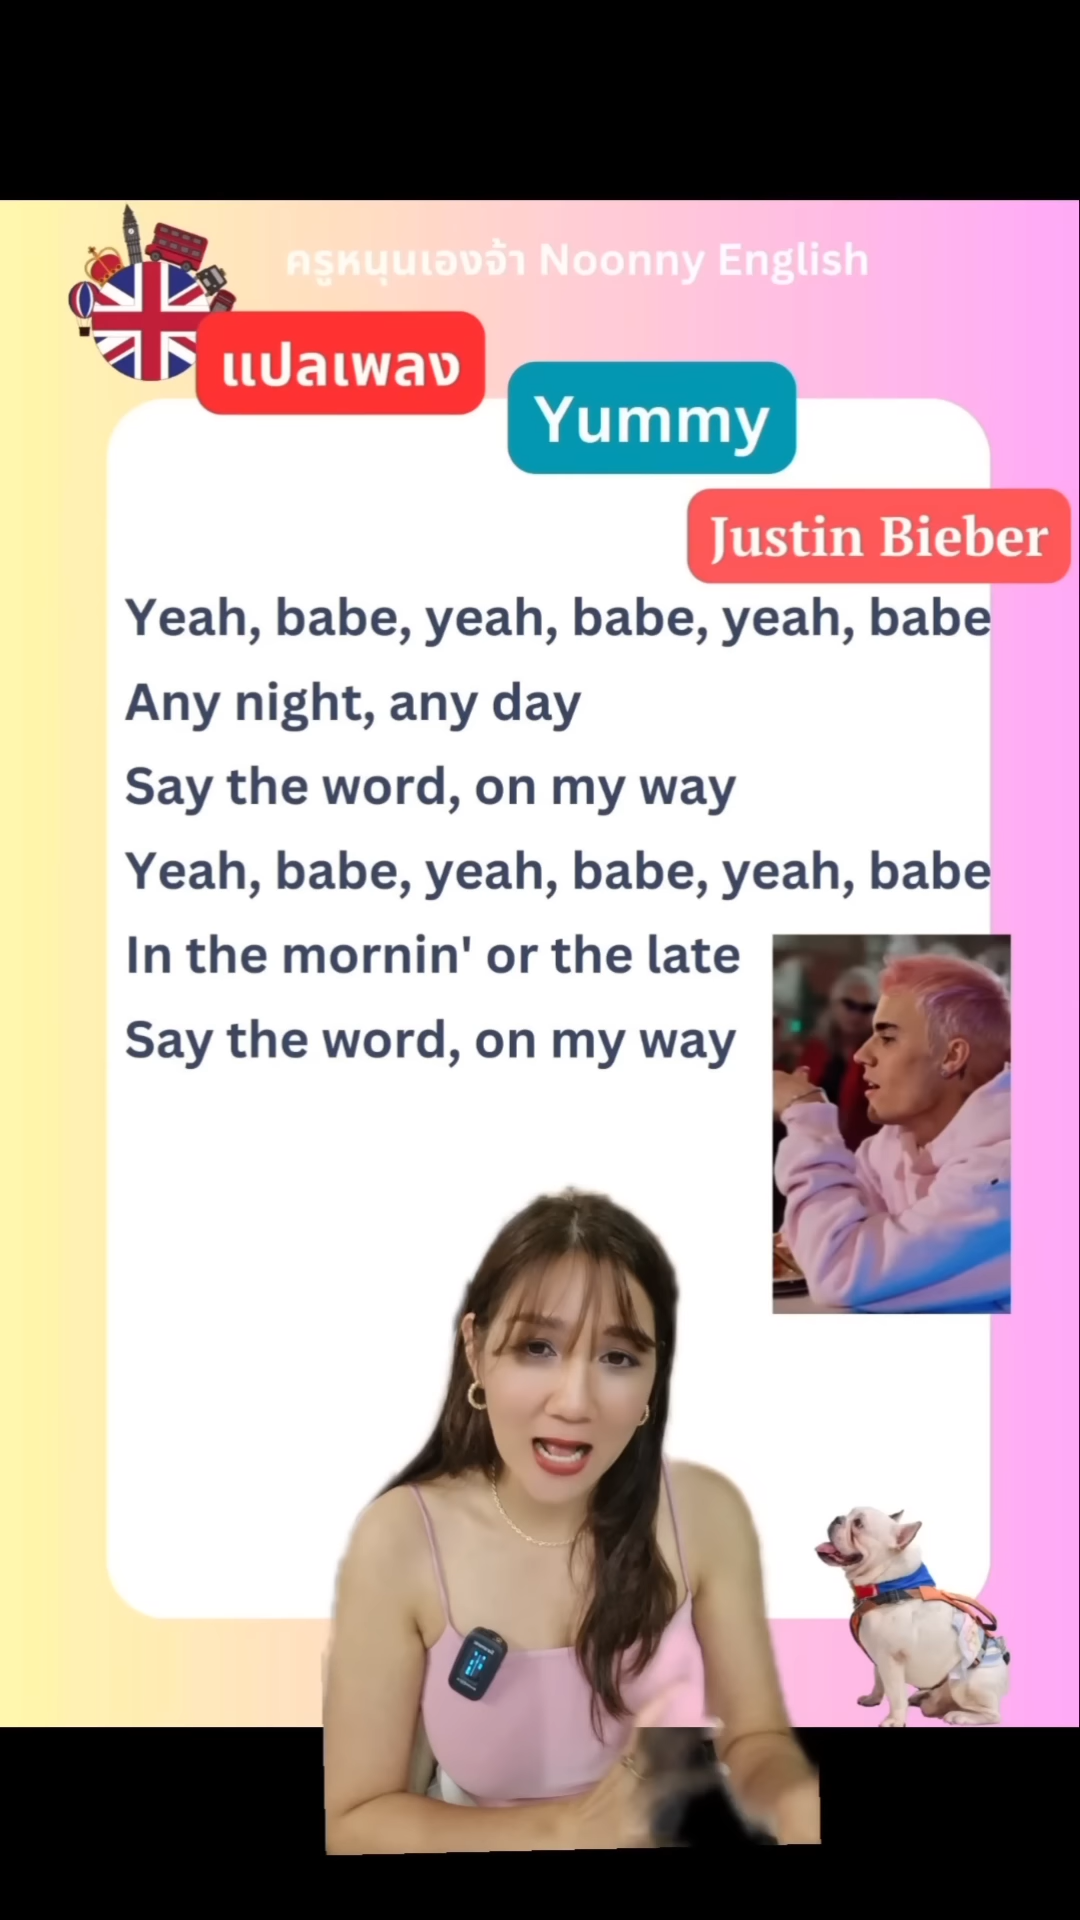 ครูหนุนเองจ้า Noonny English
แปลเพลง
Yummy
Justin Bieber
Yeah, babe, yeah, babe, yeah, babe
Any night, any day
Say the word, on my way
Yeah, babe, yeah, babe, yeah, babe
In the mornin' or the late
Say the word, on my way